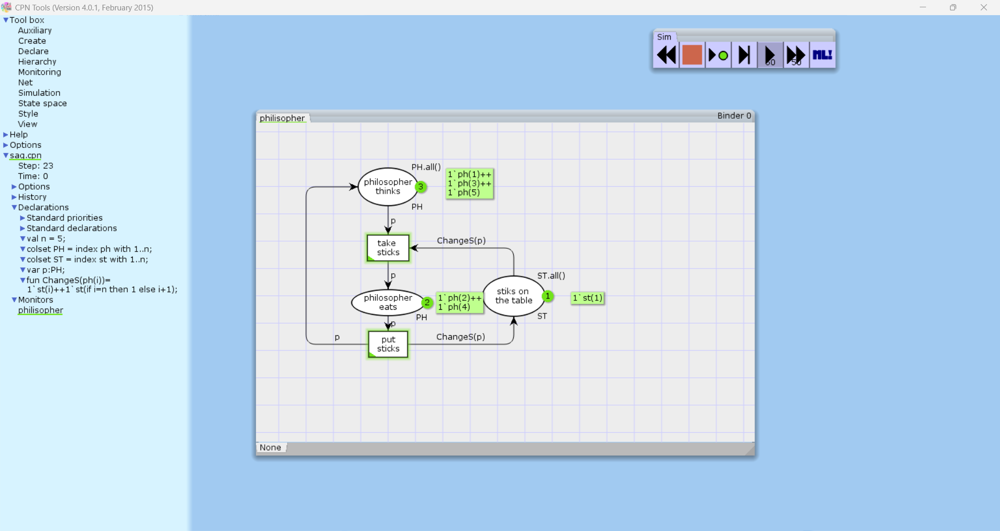 CPN Tools (Version 4.0.1, February 2015)
Tool box
Auxiliary
Create
Declare
Hierarchy
Monitoring
Net
Simulation
State space
Style
View
Help
Options
saq.cpn
Step: 23
Time: 0
Options
History
Declarations
Standard priorities
Standard declarations
val n = 5;
colset PH = index ph with 1..n;
colset ST = index st with 1..n;
var p:PH;
fun ChangeS(ph(i))=
1`st(i)++1`st(if i=n then 1 else i+1);
Monitors
philisopher
Sim
50
50
ML!
philisopher
Binder 0
PH.all()
philosopher
thinks
3
1`ph(1)++
1`ph(3)++
1`ph(5)
PH
p
take
sticks
ChangeS(p)
p
ST.all()
stiks on
the table
1
1`st(1)
ST
philosopher
eats
2
1`ph(2)++
1`ph(4)
PH
p
p
put
sticks
ChangeS(p)
None